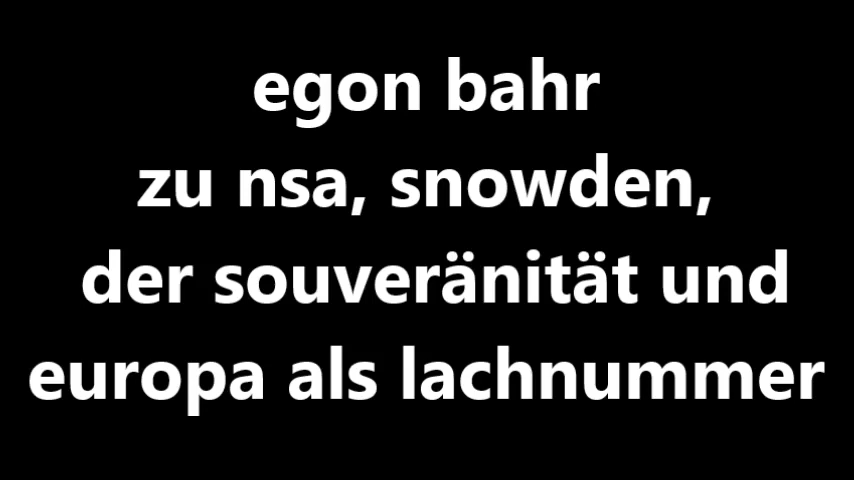 egon bahr
zu nsa, snowden,
der souveränität und
europa als lachnummer